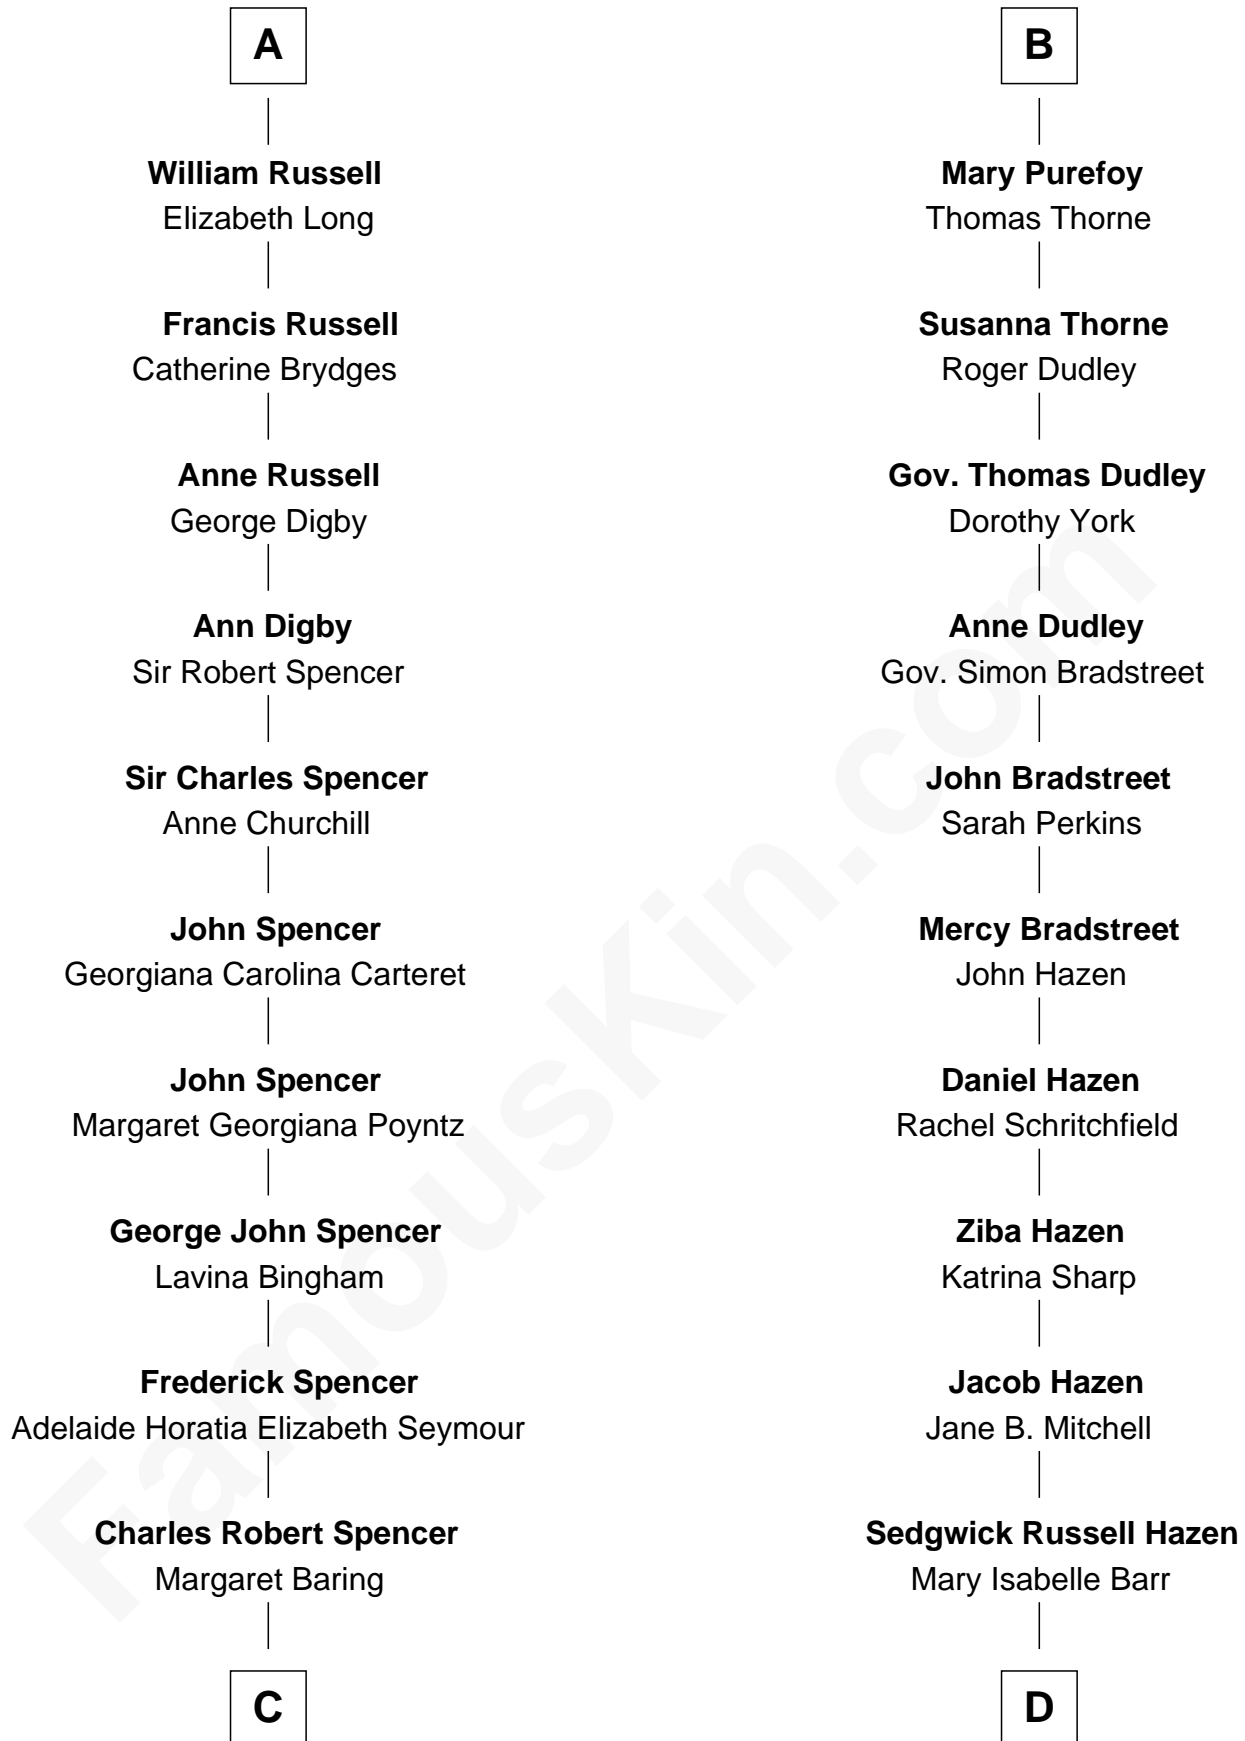 A
William Russell
Elizabeth Long
Francis Russell
Catherine Brydges
Anne Russell
George Digby
Ann Digby
Sir Robert Spencer
Sir Charles Spencer
Anne Churchill
John Spencer
Georgiana Carolina Carteret
John Spencer
Margaret Georgiana Poyntz
George John Spencer
Lavina Bingham
Frederick Spencer
Adelaide Horatia Elizabeth Seymour
Charles Robert Spencer
Margaret Baring
C
B
Mary Purefoy
Thomas Thorne
Susanna Thorne
Roger Dudley
Gov. Thomas Dudley
Dorothy York
Anne Dudley
Gov. Simon Bradstreet
John Bradstreet
Sarah Perkins
Mercy Bradstreet
John Hazen
Daniel Hazen
Rachel Schritchfield
Ziba Hazen
Katrina Sharp
Jacob Hazen
Jane B. Mitchell
Sedgwick Russell Hazen
Mary Isabelle Barr
D
FamousKin.com